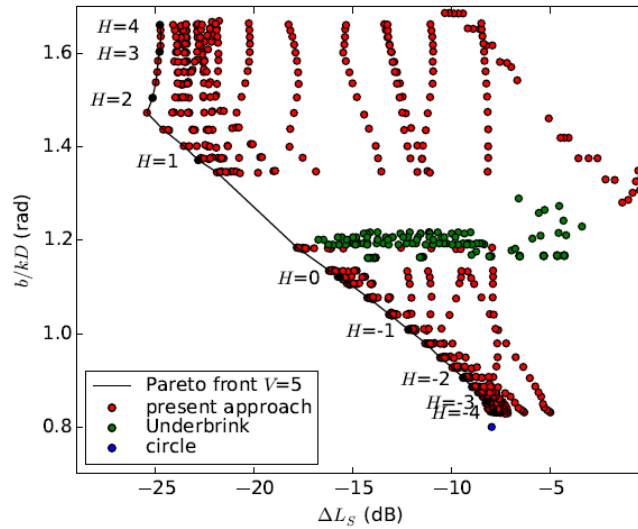 1.6
1.4
1.2
1.0
0.8
b/kD (rad)
H=4
H=3
H=2
H=1
H=0
H=-1
H=-2
H=-3
H=-4
Pareto front V=5
present approach
Underbrink
circle
−25
−20
−15
−10
−5
ΔL_S (dB)